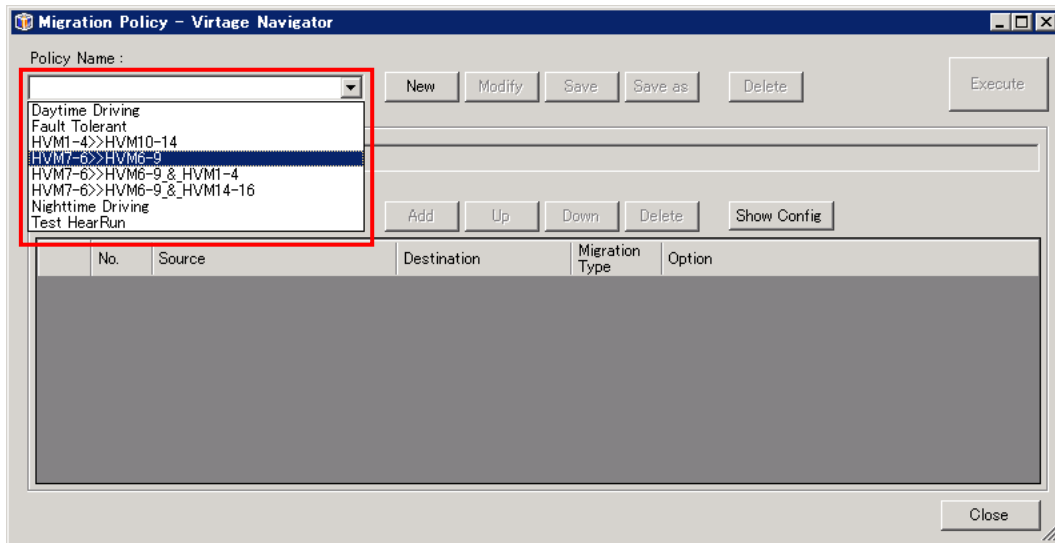 Migration Policy - Virtage Navigator
Policy Name :
New Modify Save Save as Delete Execute
Daytime Driving
Fault Tolerant
HVM1-4>>HVM10-14
HVM7-6>>HVM6-9
HVM7-6>>HVM6-9_&_HVM1-4
HVM7-6>>HVM6-9_&_HVM14-16
Nighttime Driving
Test HearRun
Add Up Down Delete Show Config
No. Source Destination Migration Type Option
Close